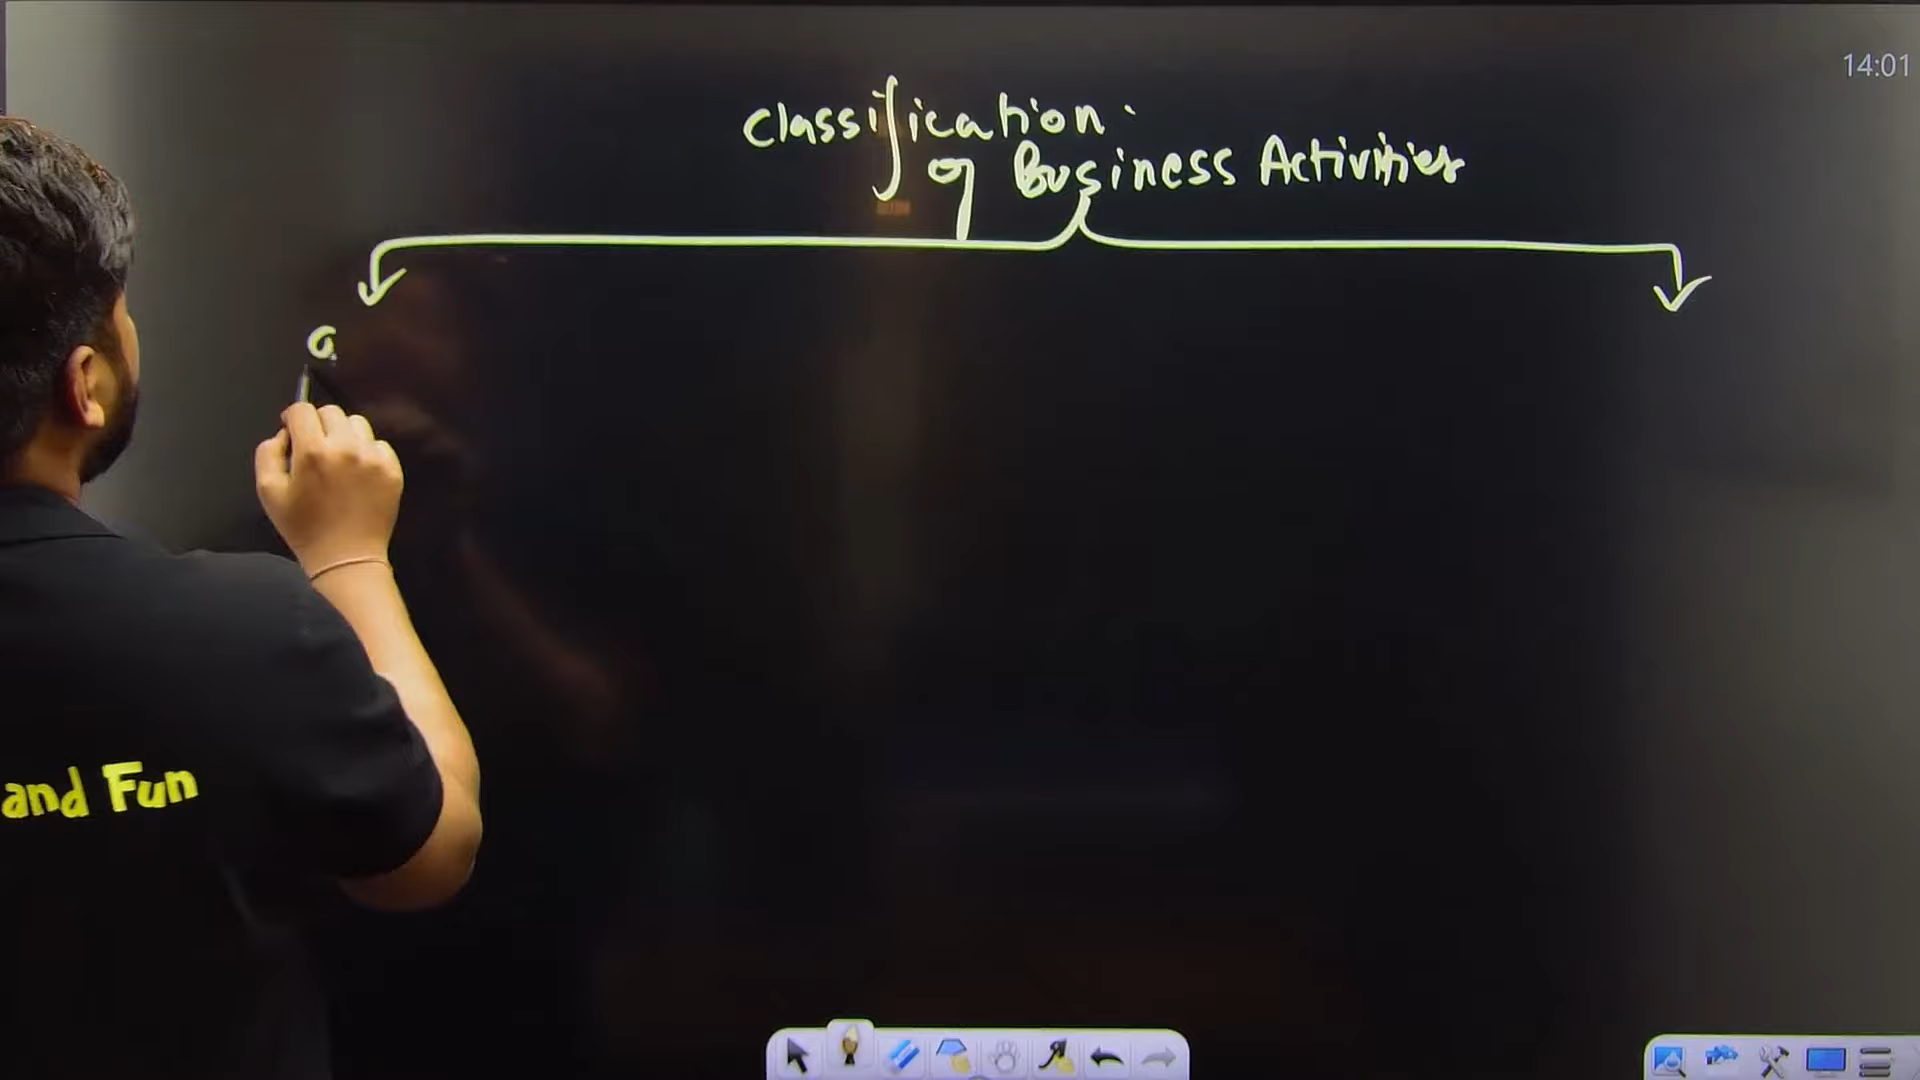 14:01
Classification.
of Business Activities
a
and Fun